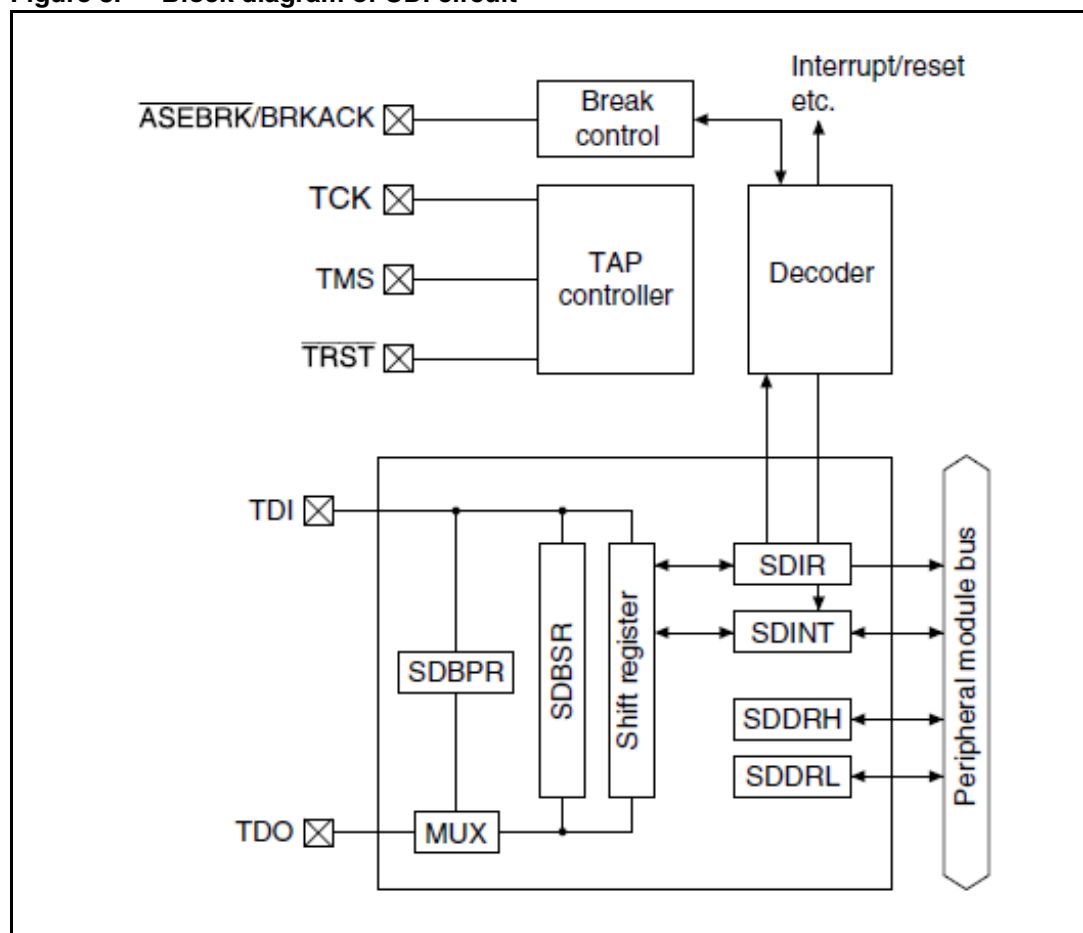 Interrupt/reset
etc.
ASEBRK/BRKACK
Break
control
TCK
TMS
TRST
TAP
controller
Decoder
TDI
SDIR
SDINT
SDBPR
SDBSR
Shift register
SDDRH
SDDRL
Peripheral module bus
TDO
MUX